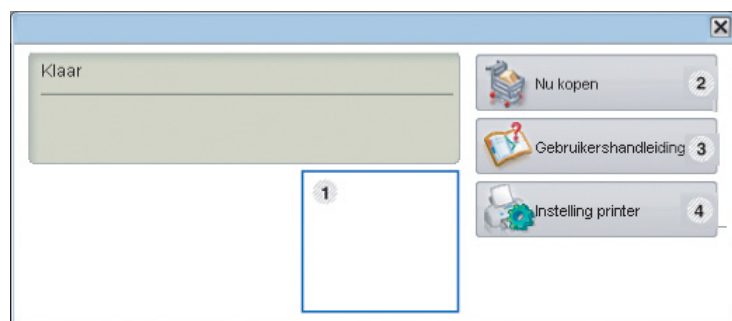 Klaar
Nu kopen 2
Gebruikershandleiding 3
1
Instelling printer 4